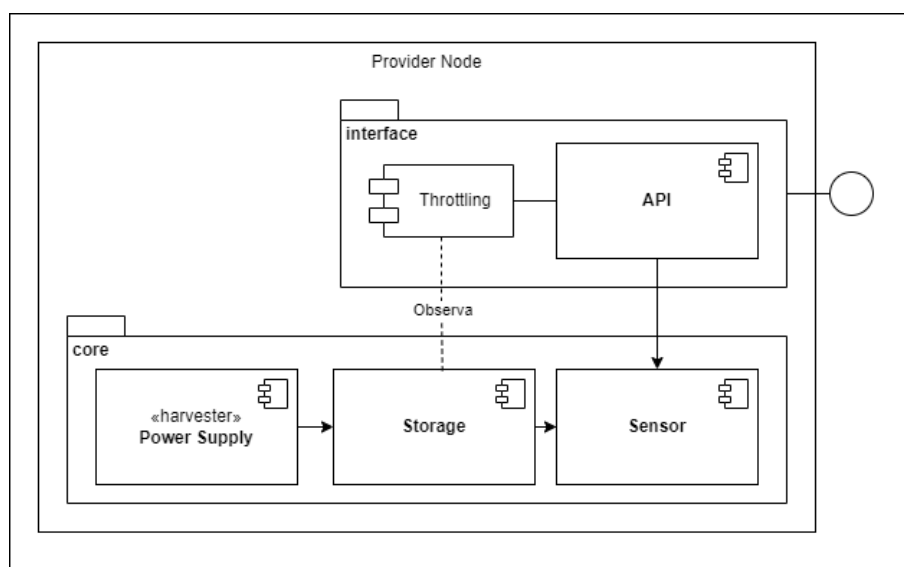 Provider Node
interface
Throttling
API
Observa
core
«harvester»
Power Supply
Storage
Sensor